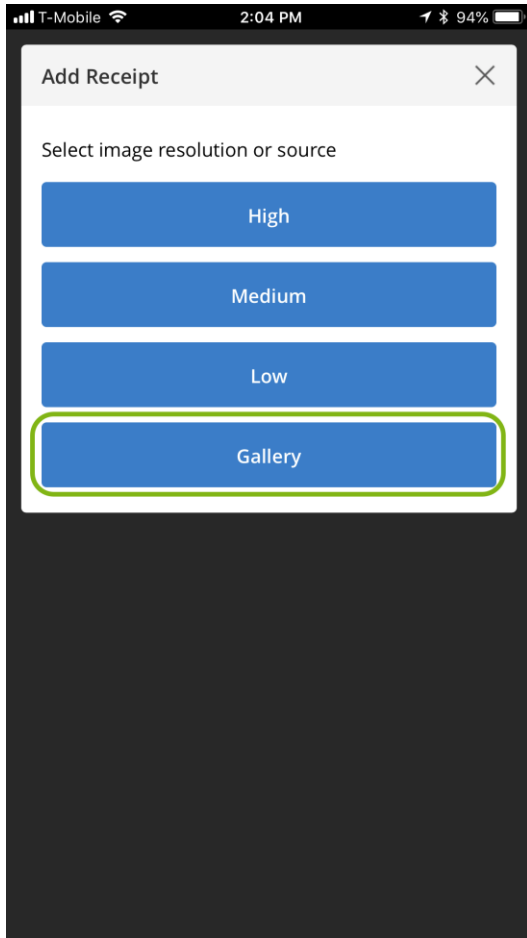 T-Mobile 2:04 PM 94%
Add Receipt
Select image resolution or source
High
Medium
Low
Gallery